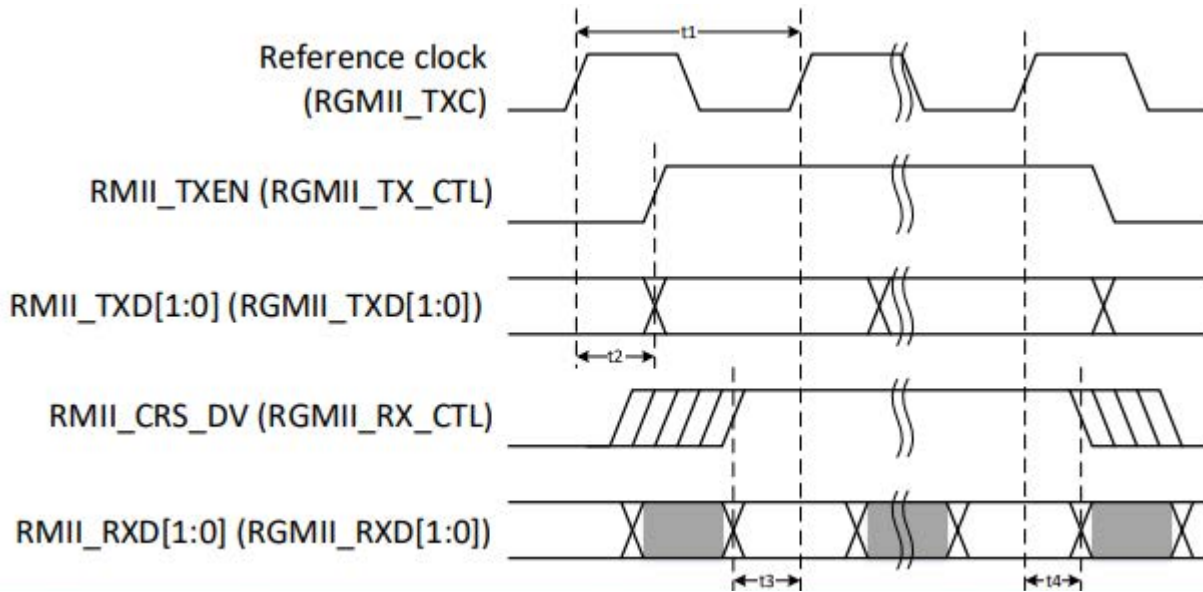 t1
Reference clock
(RGMII_TXC)
RMII_TXEN (RGMII_TX_CTL)
RMII_TXD[1:0] (RGMII_TXD[1:0])
t2
RMII_CRS_DV (RGMII_RX_CTL)
RMII_RXD[1:0] (RGMII_RXD[1:0])
t3
t4